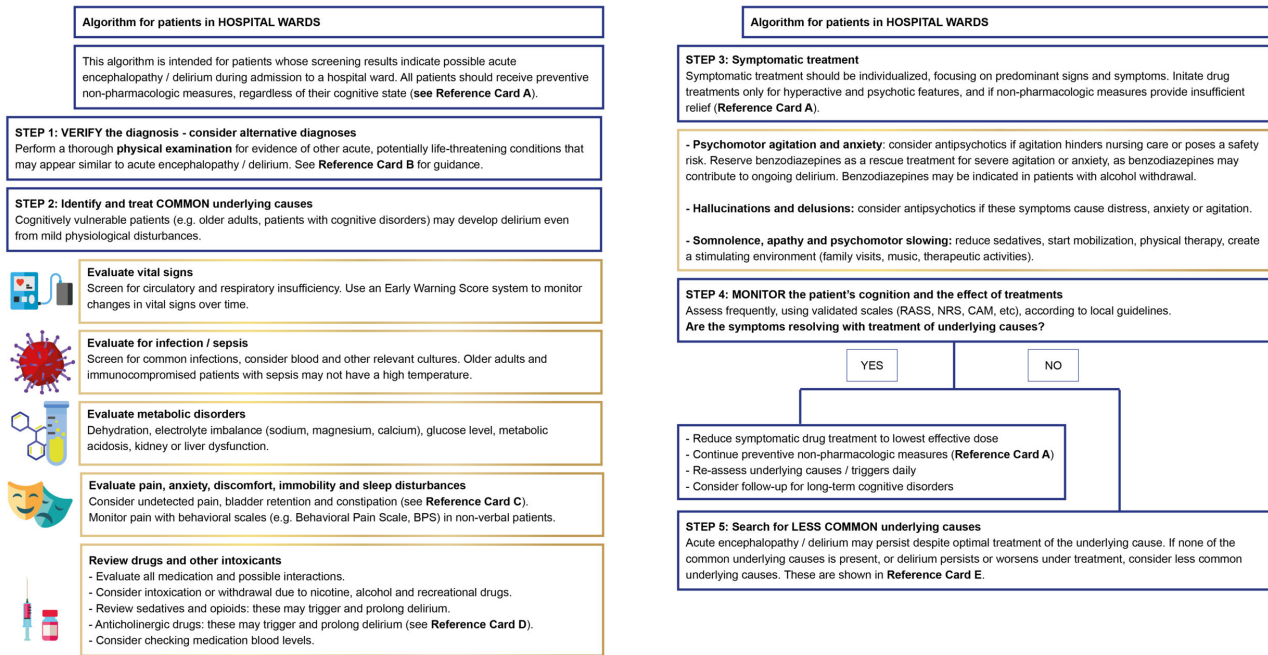 Algorithm for patients in HOSPITAL WARDS
This algorithm is intended for patients whose screening results indicate possible acute
encephalopathy / delirium during admission to a hospital ward. All patients should receive preventive
non-pharmacologic measures, regardless of their cognitive state (see Reference Card A).
STEP 1: VERIFY the diagnosis - consider alternative diagnoses
Perform a thorough physical examination for evidence of other acute, potentially life-threatening conditions that
may appear similar to acute encephalopathy / delirium. See Reference Card B for guidance.
STEP 2: Identify and treat COMMON underlying causes
Cognitively vulnerable patients (e.g. older adults, patients with cognitive disorders) may develop delirium even
from mild physiological disturbances.
Evaluate vital signs
Screen for circulatory and respiratory insufficiency. Use an Early Warning Score system to monitor
changes in vital signs over time.
Evaluate for infection / sepsis
Screen for common infections, consider blood and other relevant cultures. Older adults and
immunocompromised patients with sepsis may not have a high temperature.
Evaluate metabolic disorders
Dehydration, electrolyte imbalance (sodium, magnesium, calcium), glucose level, metabolic
acidosis, kidney or liver dysfunction.
Evaluate pain, anxiety, discomfort, immobility and sleep disturbances
Consider undetected pain, bladder retention and constipation (see Reference Card C).
Monitor pain with behavioral scales (e.g. Behavioral Pain Scale, BPS) in non-verbal patients.
Review drugs and other intoxicants
- Evaluate all medication and possible interactions.
- Consider intoxication or withdrawal due to nicotine, alcohol and recreational drugs.
- Review sedatives and opioids: these may trigger and prolong delirium.
- Anticholinergic drugs: these may trigger and prolong delirium (see Reference Card D).
- Consider checking medication blood levels.
Algorithm for patients in HOSPITAL WARDS
STEP 3: Symptomatic treatment
Symptomatic treatment should be individualized, focusing on predominant signs and symptoms. Initate drug
treatments only for hyperactive and psychotic features, and if non-pharmacologic measures provide insufficient
relief (Reference Card A).
- Psychomotor agitation and anxiety: consider antipsychotics if agitation hinders nursing care or poses a safety
risk. Reserve benzodiazepines as a rescue treatment for severe agitation or anxiety, as benzodiazepines may
contribute to ongoing delirium. Benzodiazepines may be indicated in patients with alcohol withdrawal.
- Hallucinations and delusions: consider antipsychotics if these symptoms cause distress, anxiety or agitation.
- Somnolence, apathy and psychomotor slowing: reduce sedatives, start mobilization, physical therapy, create
a stimulating environment (family visits, music, therapeutic activities).
STEP 4: MONITOR the patient's cognition and the effect of treatments
Assess frequently, using validated scales (RASS, NRS, CAM, etc), according to local guidelines.
Are the symptoms resolving with treatment of underlying causes?
YES
NO
- Reduce symptomatic drug treatment to lowest effective dose
- Continue preventive non-pharmacologic measures (Reference Card A)
- Re-assess underlying causes / triggers daily
- Consider follow-up for long-term cognitive disorders
STEP 5: Search for LESS COMMON underlying causes
Acute encephalopathy / delirium may persist despite optimal treatment of the underlying cause. If none of the
common underlying causes is present, or delirium persists or worsens under treatment, consider less common
underlying causes. These are shown in Reference Card E.